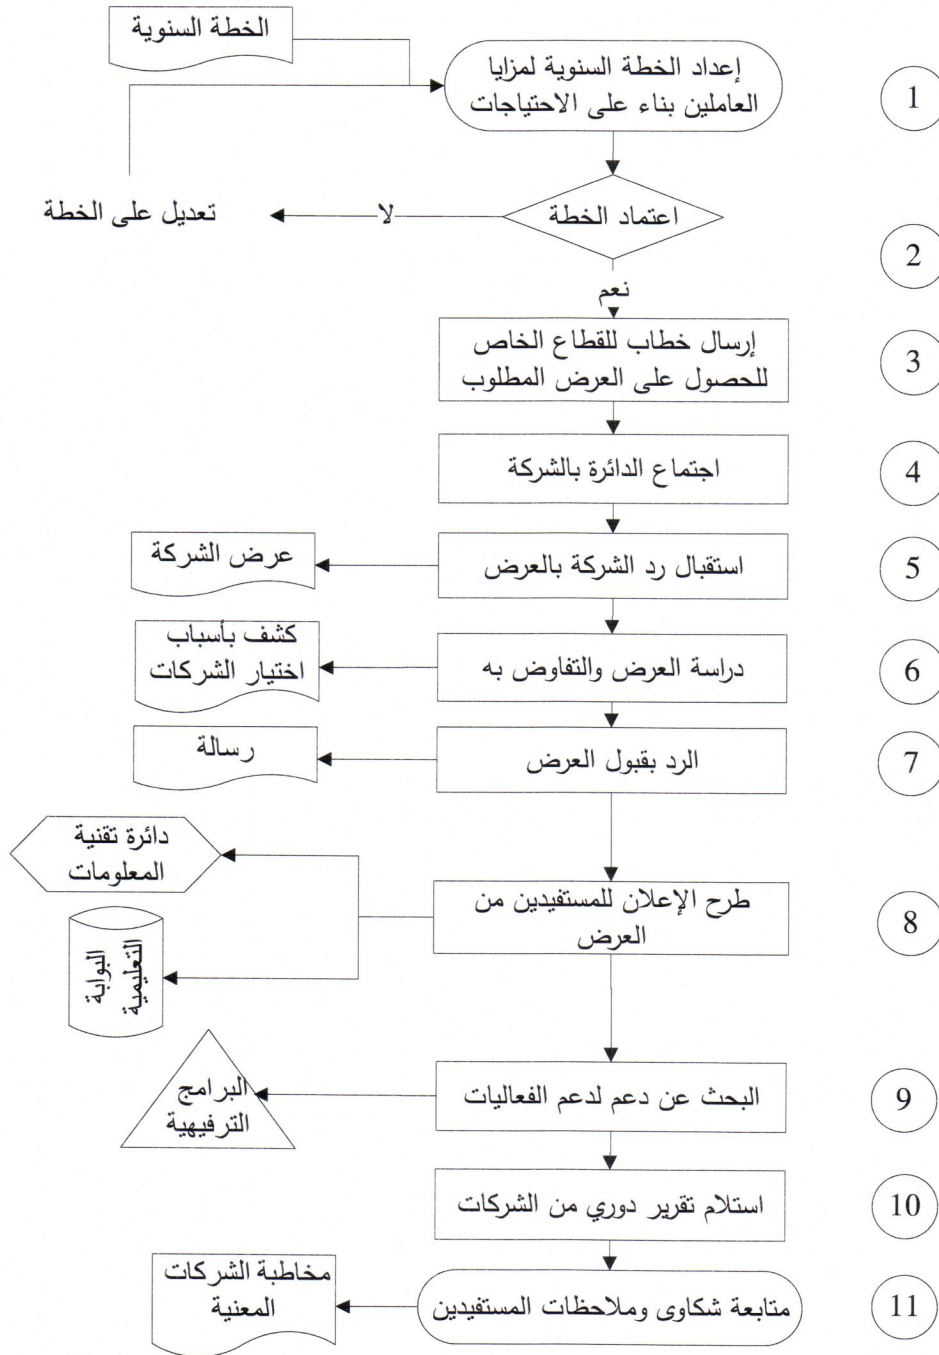 الخطة السنوية
إعداد الخطة السنوية لمزايا
العاملين بناء على الاحتياجات
1
اعتماد الخطة
لا
تعديل على الخطة
2
نعم
إرسال خطاب للقطاع الخاص
للحصول على العرض المطلوب
3
اجتماع الدائرة بالشركة
4
استقبال رد الشركة بالعرض
عرض الشركة
5
دراسة العرض والتفاوض به
كشف بأسباب
اختيار الشركات
6
الرد بقبول العرض
رسالة
7
دائرة تقنية
المعلومات
طرح الإعلان للمستفيدين من
العرض
8
البوابة
التعليمية
البحث عن دعم لدعم الفعاليات
البرامج
الترفيهية
9
استلام تقرير دوري من الشركات
10
متابعة شكاوى وملاحظات المستفيدين
مخاطبة الشركات
المعنية
11